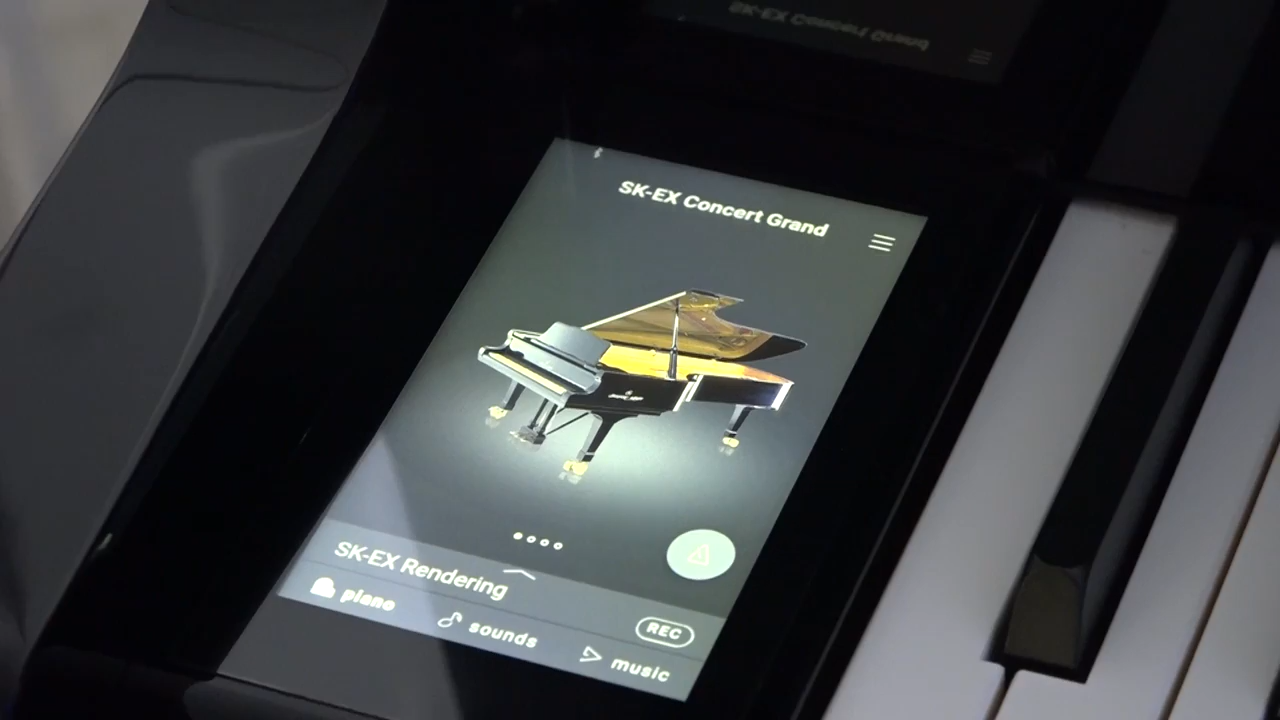 SK-EX Concert Grand
SK-EX Rendering
REC
piano
sounds
music